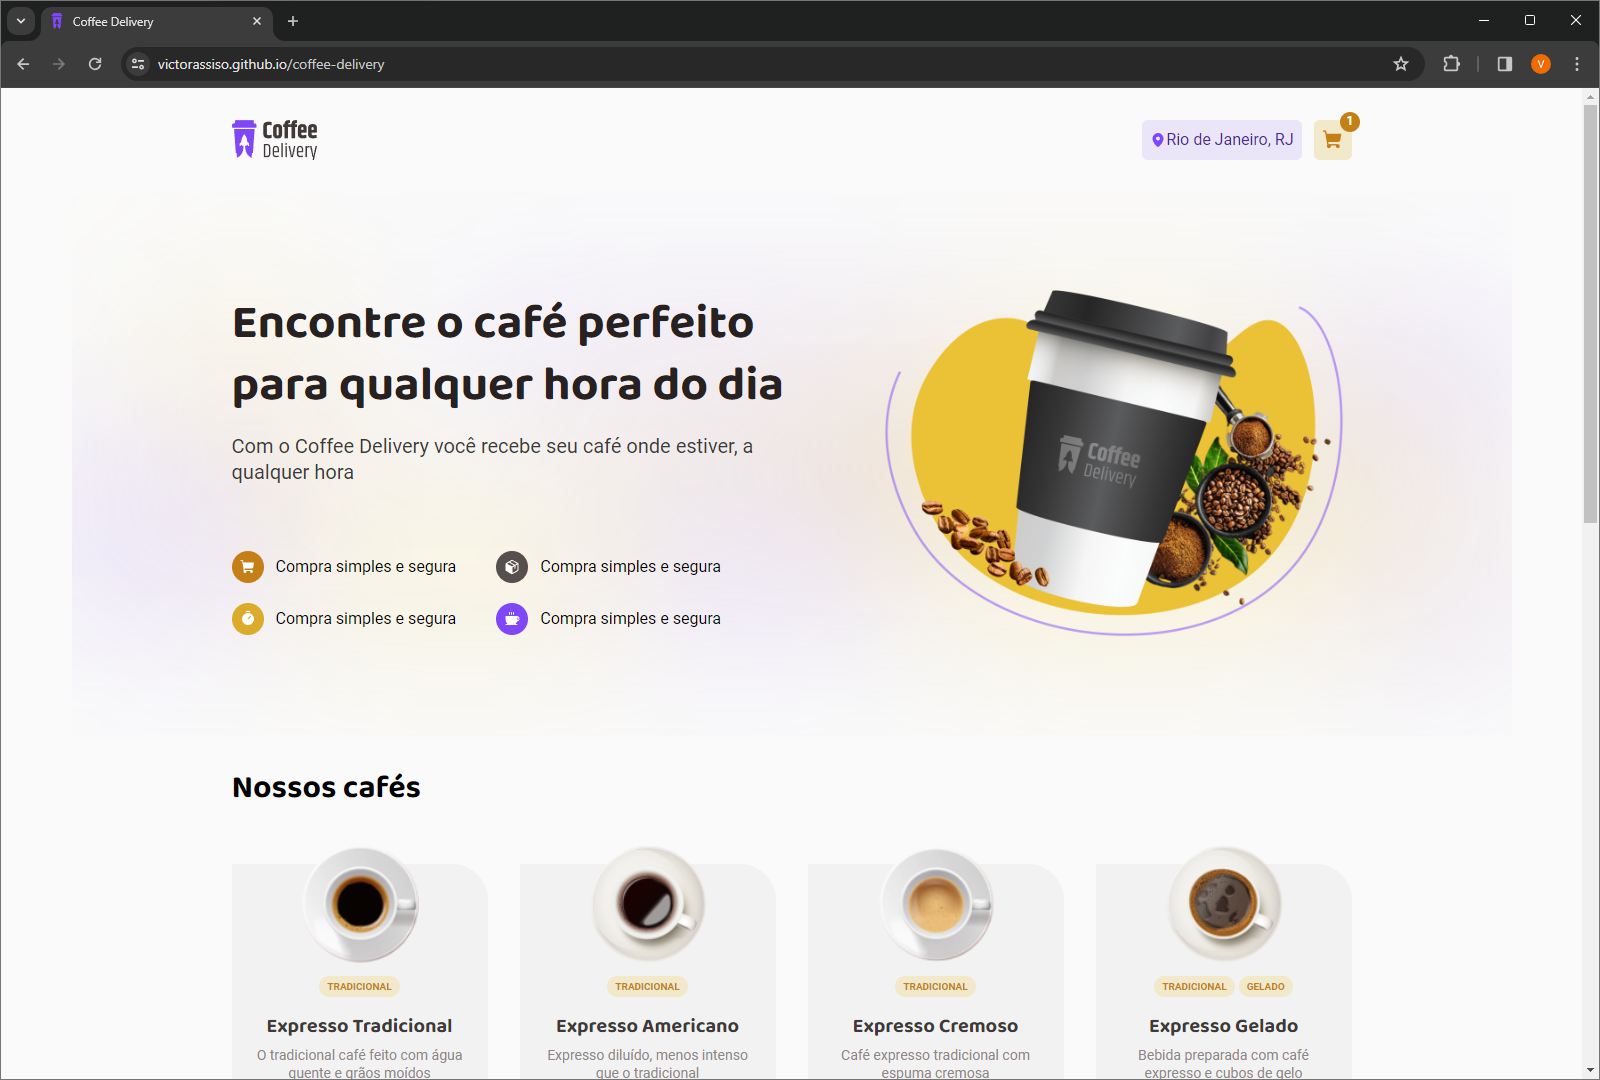 Coffee Delivery
victorassiso.github.io/coffee-delivery
V
Coffee
Delivery
Rio de Janeiro, RJ
1
Encontre o café perfeito
para qualquer hora do dia
Com o Coffee Delivery você recebe seu café onde estiver, a
qualquer hora
Coffee
Delivery
Compra simples e segura
Compra simples e segura
Compra simples e segura
Compra simples e segura
Nossos cafés
TRADICIONAL
Expresso Tradicional
O tradicional café feito com água
quente e grãos moídos
TRADICIONAL
Expresso Americano
Expresso diluído, menos intenso
que o tradicional
TRADICIONAL
Expresso Cremoso
Café expresso tradicional com
espuma cremosa
TRADICIONAL GELADO
Expresso Gelado
Bebida preparada com café
expresso e cubos de gelo